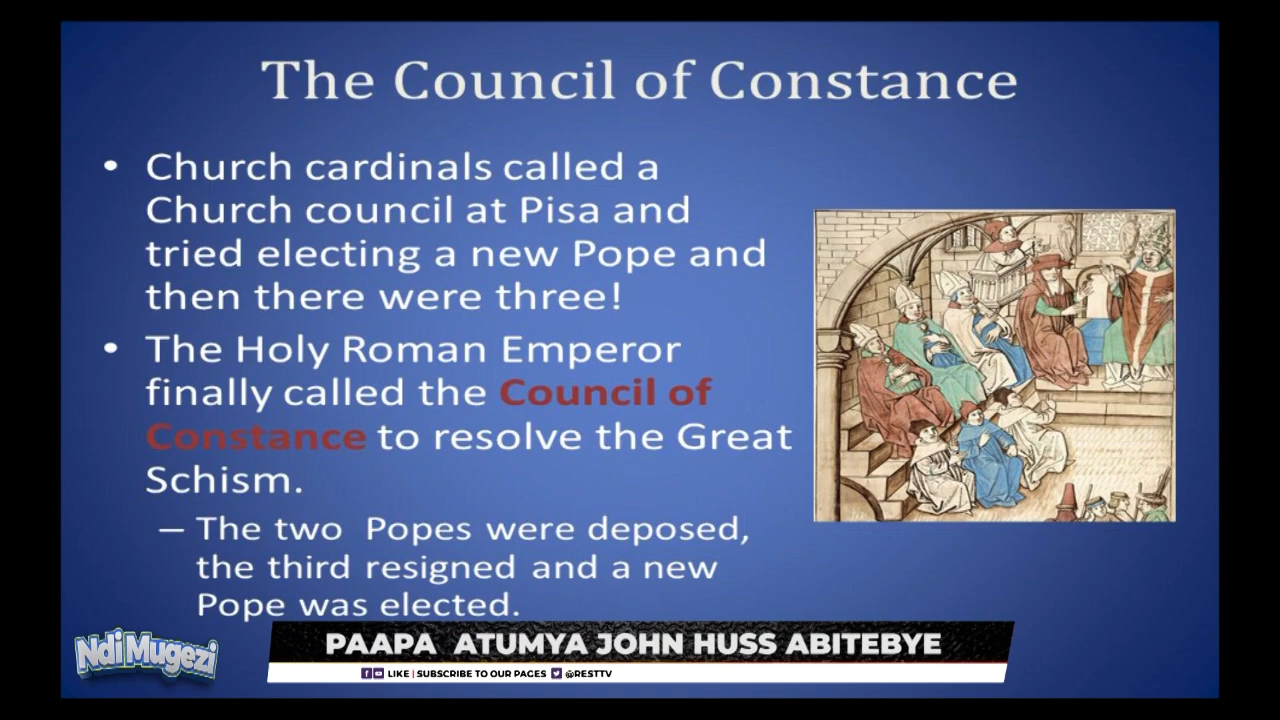 The Council of Constance
• Church cardinals called a
Church council at Pisa and
tried electing a new Pope and
then there were three!
• The Holy Roman Emperor
finally called the Council of
Constance to resolve the Great
Schism.
– The two Popes were deposed,
the third resigned and a new
Pope was elected.
Ndi Mugezi
PAAPA ATUMYA JOHN HUSS ABITEBYE
LIKE | SUBSCRIBE TO OUR PAGES @RESTTV